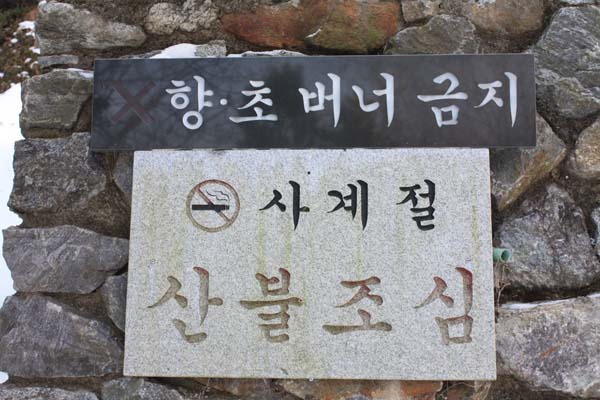 향·초 버너 금지
사계절
산불조심